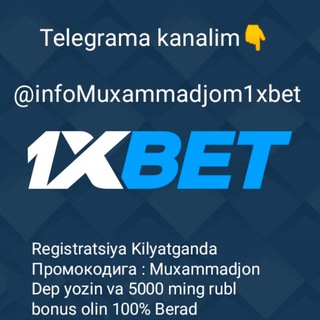 Telegrama kanalim👇
@infoMuxammadjom1xbet
1XBET
Registratsiya Kilyatganda
Промокодига : Muxammadjon
Dep yozin va 5000 ming rubl
bonus olin 100% Berad